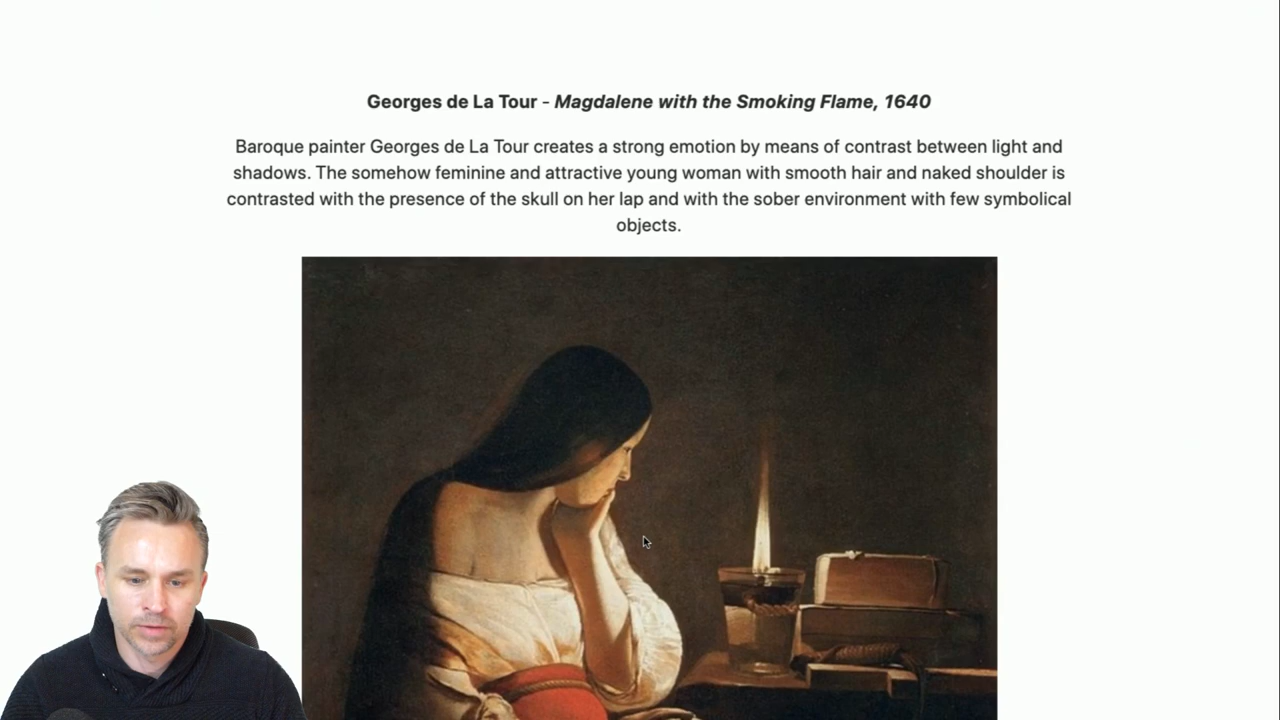 Georges de La Tour - Magdalene with the Smoking Flame, 1640
Baroque painter Georges de La Tour creates a strong emotion by means of contrast between light and
shadows. The somehow feminine and attractive young woman with smooth hair and naked shoulder is
contrasted with the presence of the skull on her lap and with the sober environment with few symbolical
objects.